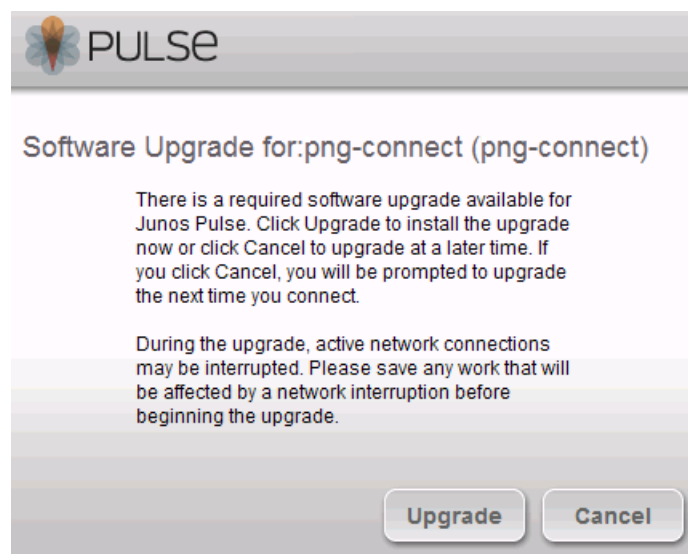 PULSe
Software Upgrade for:png-connect (png-connect)
There is a required software upgrade available for
Junos Pulse. Click Upgrade to install the upgrade
now or click Cancel to upgrade at a later time. If
you click Cancel, you will be prompted to upgrade
the next time you connect.
During the upgrade, active network connections
may be interrupted. Please save any work that will
be affected by a network interruption before
beginning the upgrade.
Upgrade Cancel